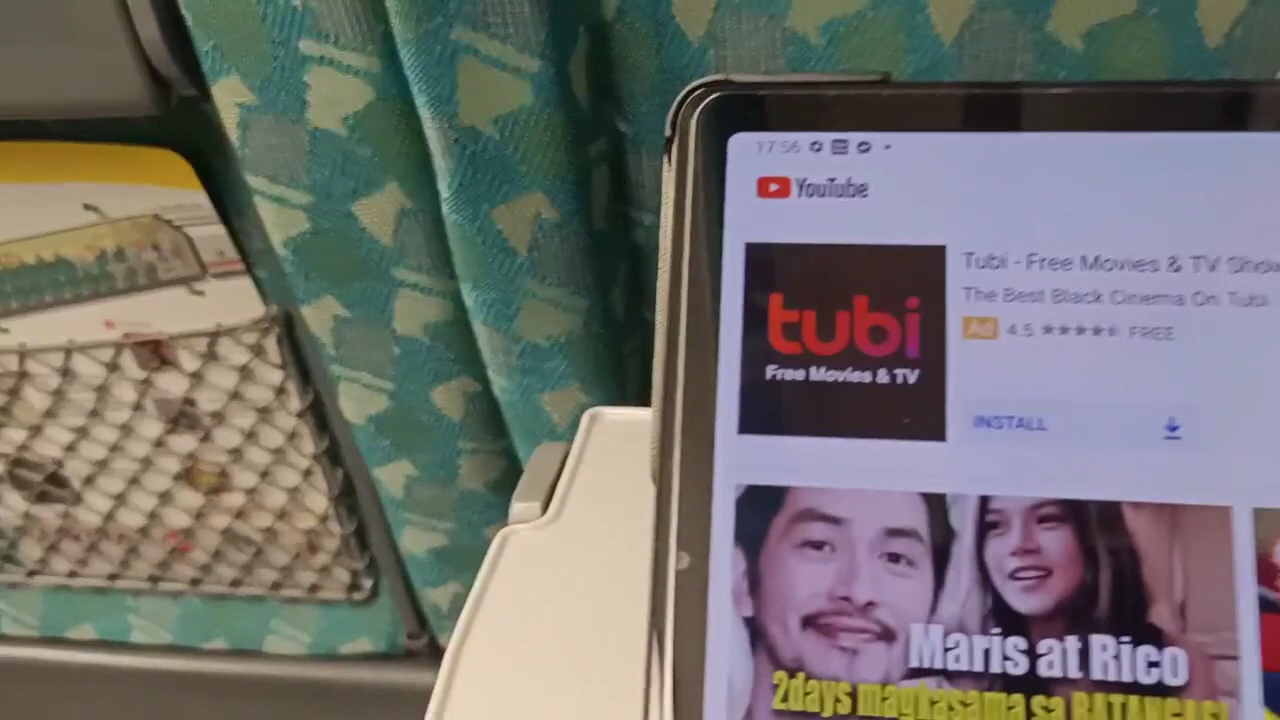 17:56
YouTube
tubi
Free Movies & TV
Tubi - Free Movies & TV Show
The Best Black Cinema On Tubi
Ad 4.5 ★★★★★ FREE
INSTALL
Maris at Rico
2days magkasama sa BATANGAS!